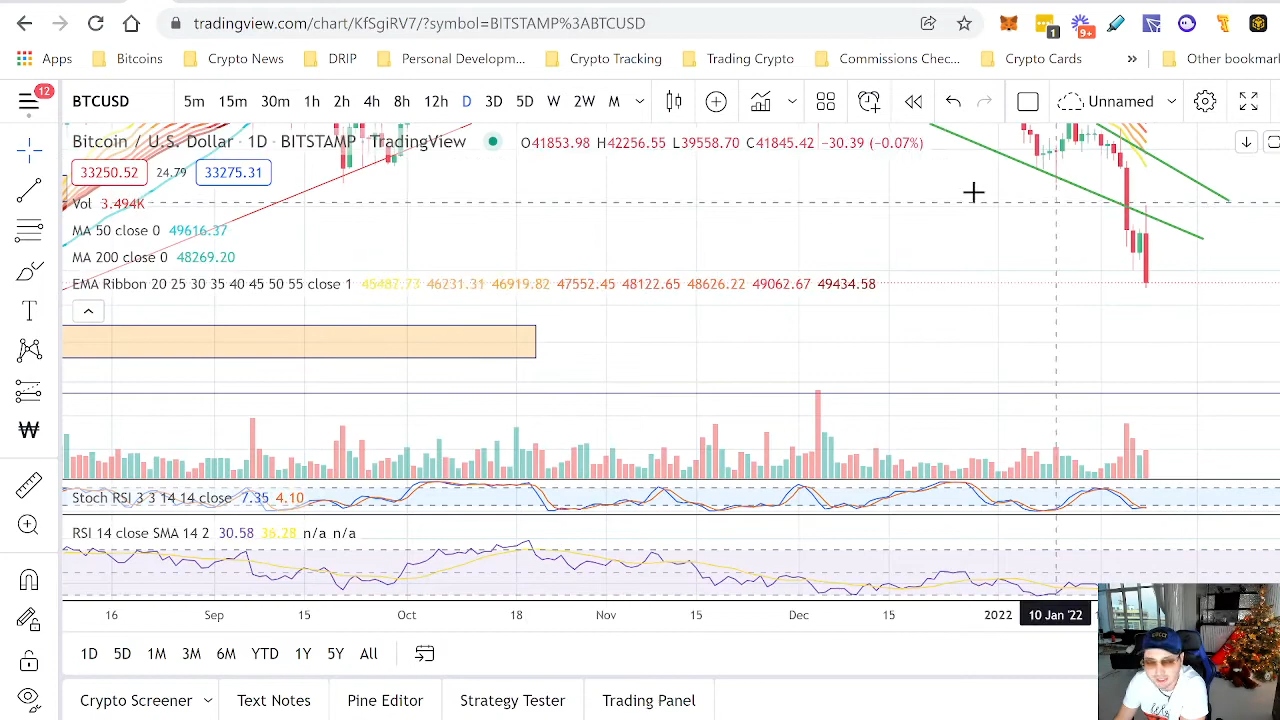 tradingview.com/chart/KfSgiRV7/?symbol=BITSTAMP%3ABTCUSD
1
9+
Apps Bitcoins Crypto News DRIP Personal Developm... Crypto Tracking Trading Crypto Commissions Chec... Crypto Cards » Other bookmar
12
BTCUSD 5m 15m 30m 1h 2h 4h 8h 12h D 3D 5D W 2W M Unnamed
Bitcoin / U.S. Dollar · 1D · BITSTAMP · TradingView O41853.98 H42256.55 L39558.70 C41845.42 −30.39 (−0.07%)
33250.52 24.79 33275.31
Vol 3.494K
MA 50 close 0 49616.37
MA 200 close 0 48269.20
EMA Ribbon 20 25 30 35 40 45 50 55 close 1 45482.73 46231.31 46919.82 47552.45 48122.65 48626.22 49062.67 49434.58
Stoch RSI 3 3 14 14 close 7.35 4.10
RSI 14 close SMA 14 2 30.58 36.28 n/a n/a
16 Sep 15 Oct 18 Nov 15 Dec 15 2022 10 Jan '22
1D 5D 1M 3M 6M YTD 1Y 5Y All
Crypto Screener Text Notes Pine Editor Strategy Tester Trading Panel